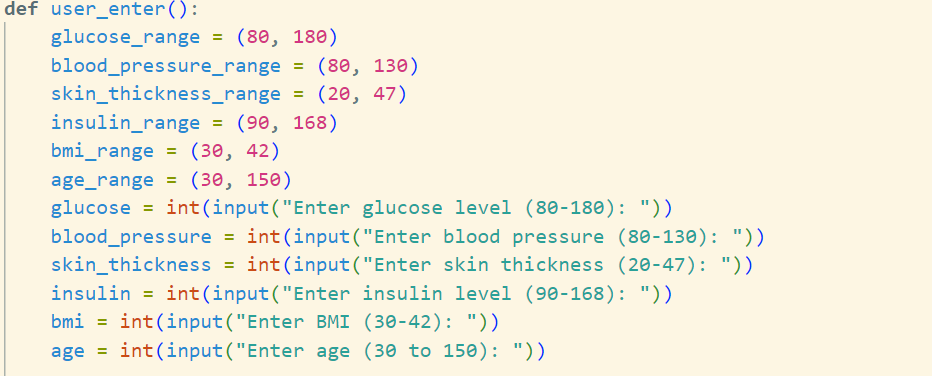 def user_enter():
    glucose_range = (80, 180)
    blood_pressure_range = (80, 130)
    skin_thickness_range = (20, 47)
    insulin_range = (90, 168)
    bmi_range = (30, 42)
    age_range = (30, 150)
    glucose = int(input("Enter glucose level (80-180): "))
    blood_pressure = int(input("Enter blood pressure (80-130): "))
    skin_thickness = int(input("Enter skin thickness (20-47): "))
    insulin = int(input("Enter insulin level (90-168): "))
    bmi = int(input("Enter BMI (30-42): "))
    age = int(input("Enter age (30 to 150): "))